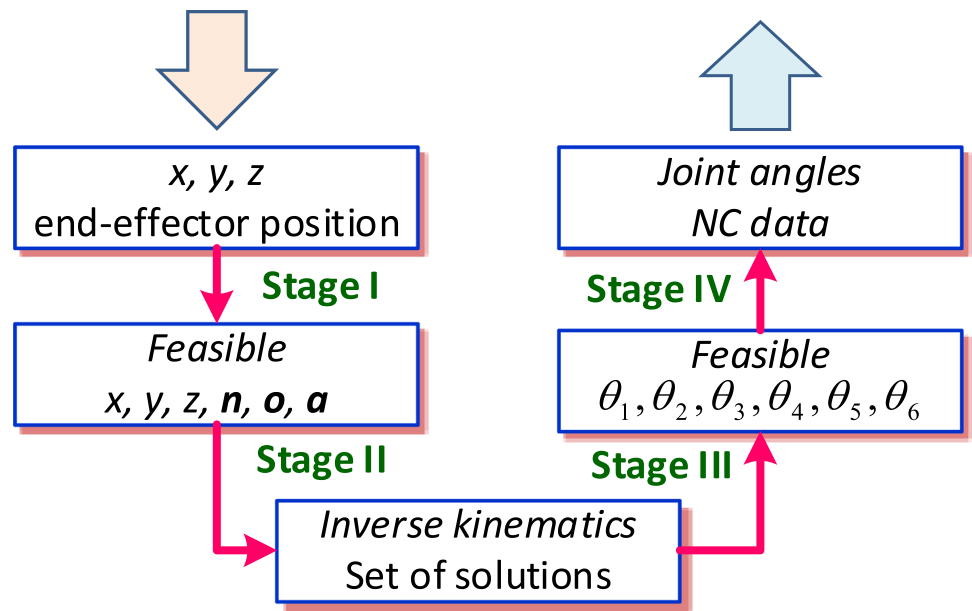 x, y, z
end-effector position
Stage I
Feasible
x, y, z, n, o, a
Stage II
Inverse kinematics
Set of solutions
Stage III
Feasible
θ₁, θ₂, θ₃, θ₄, θ₅, θ₆
Stage IV
Joint angles
NC data